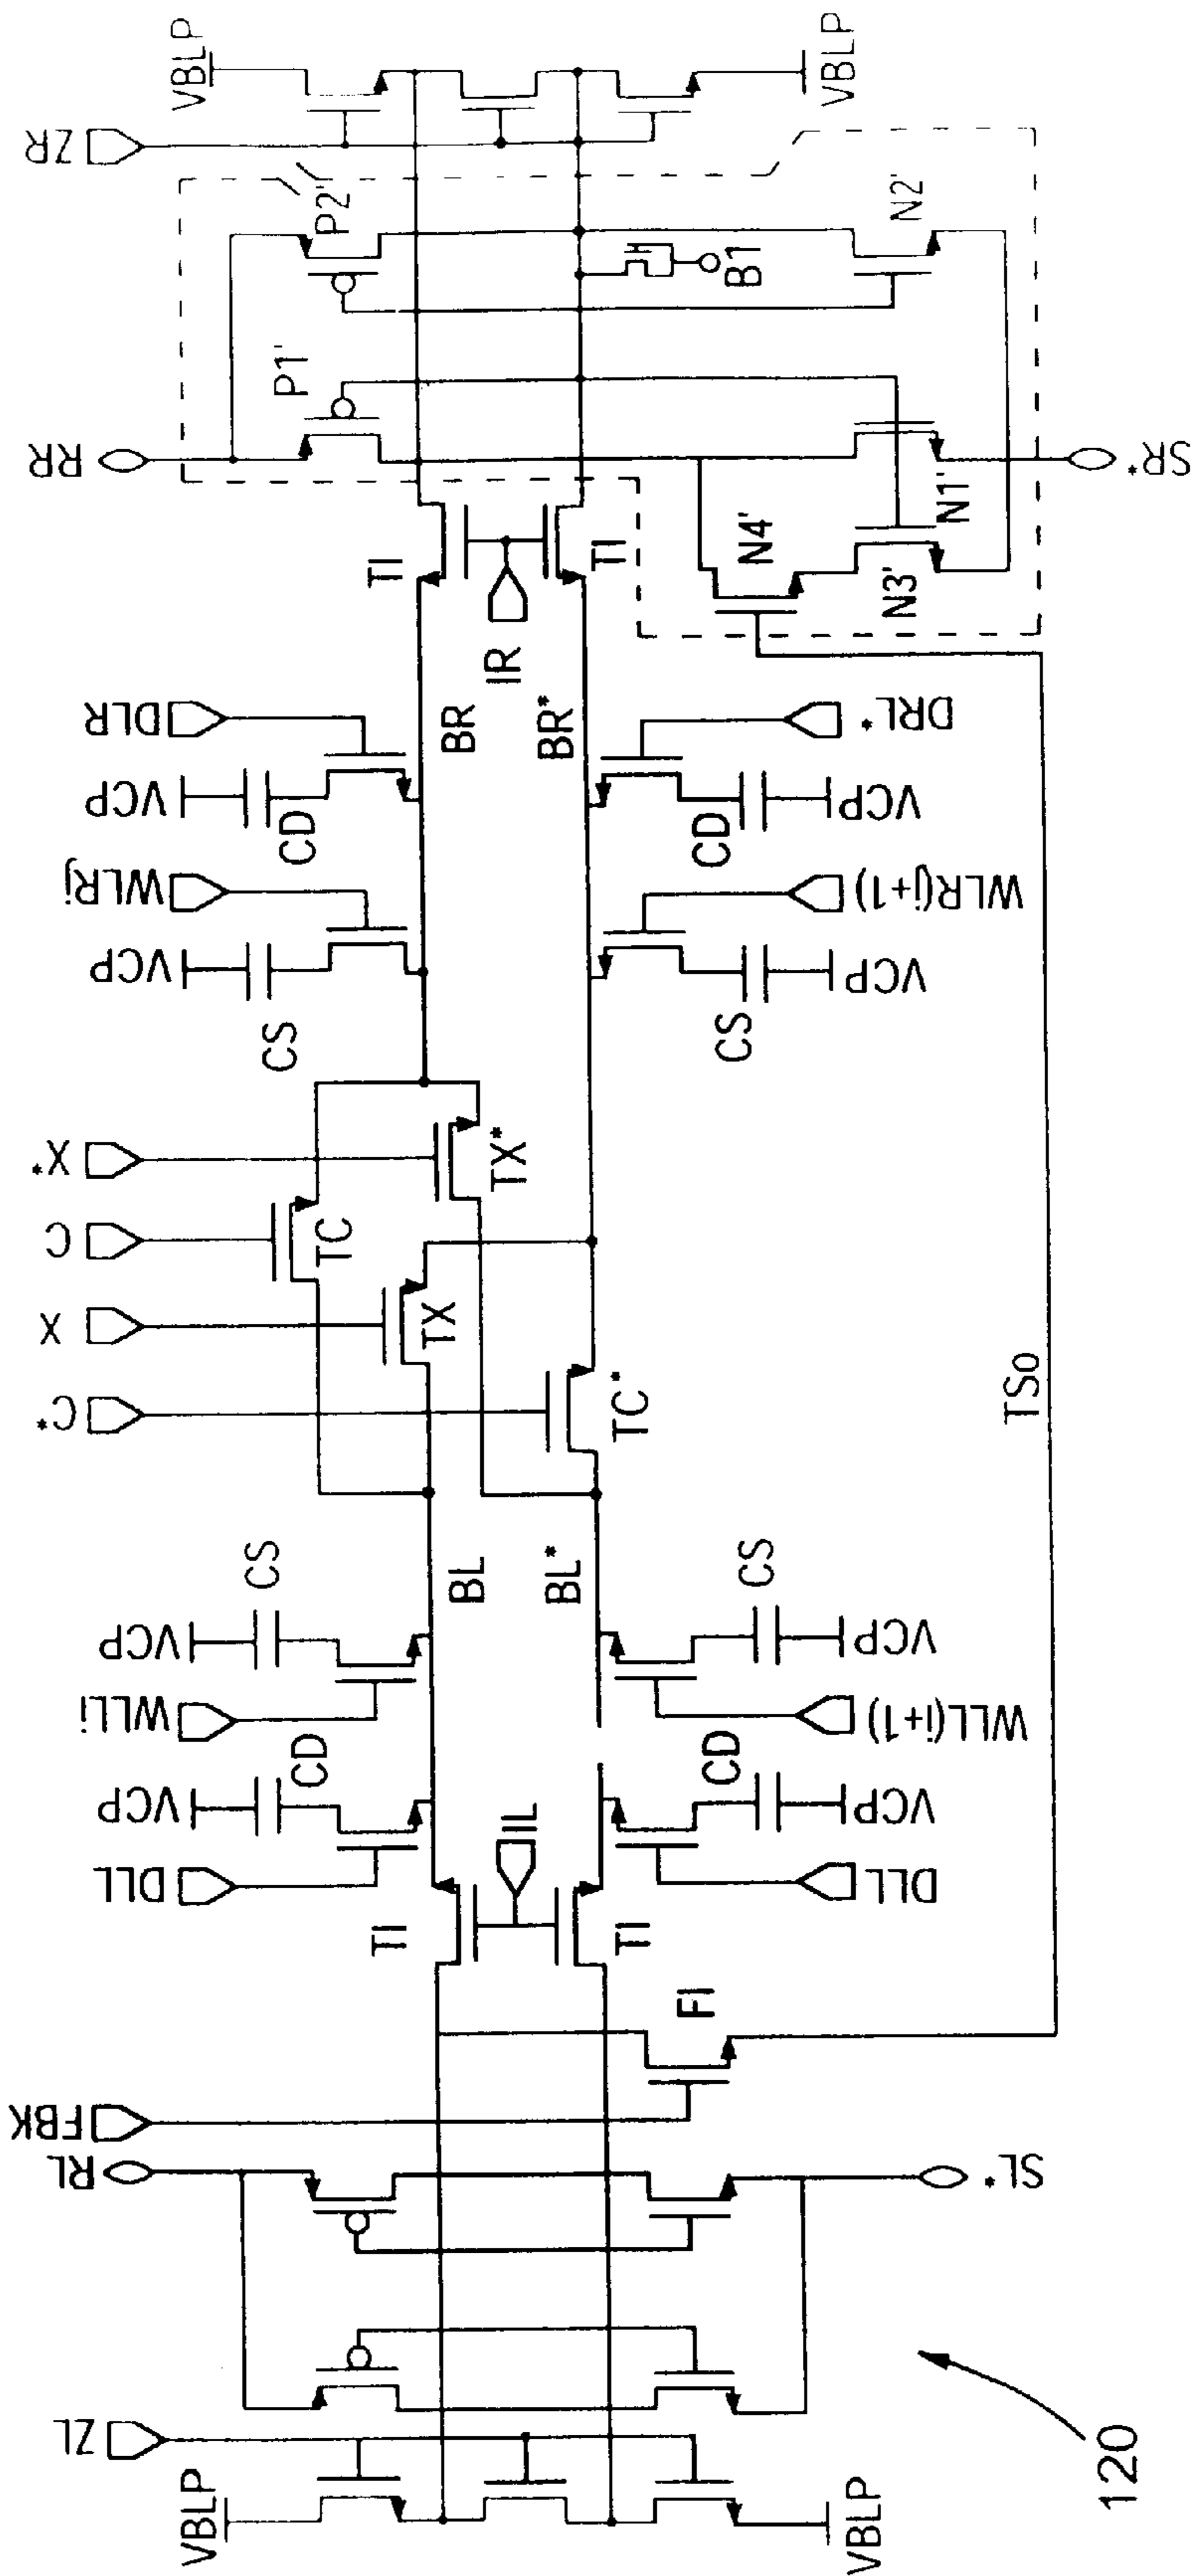 ZL
VBLP
VBLP
RL
SL*
FBK
FI
TI
IL
TI
DLL
VCP
CD
DLL
VCP
CD
WLLi
VCP
CS
BL
BL*
WLL(i+1)
VCP
CS
C*
X
C
X*
TC
TX
TX*
TC*
CS
VCP
WLRj
CD
VCP
DLR
BR
BR*
CS
VCP
WLR(j+1)
CD
VCP
DRL*
TSo
TI
IR
TI
RR
P1'
P2'
ZR
VBLP
B1
N4'
N3'
N1'
N2'
SR*
VBLP
120